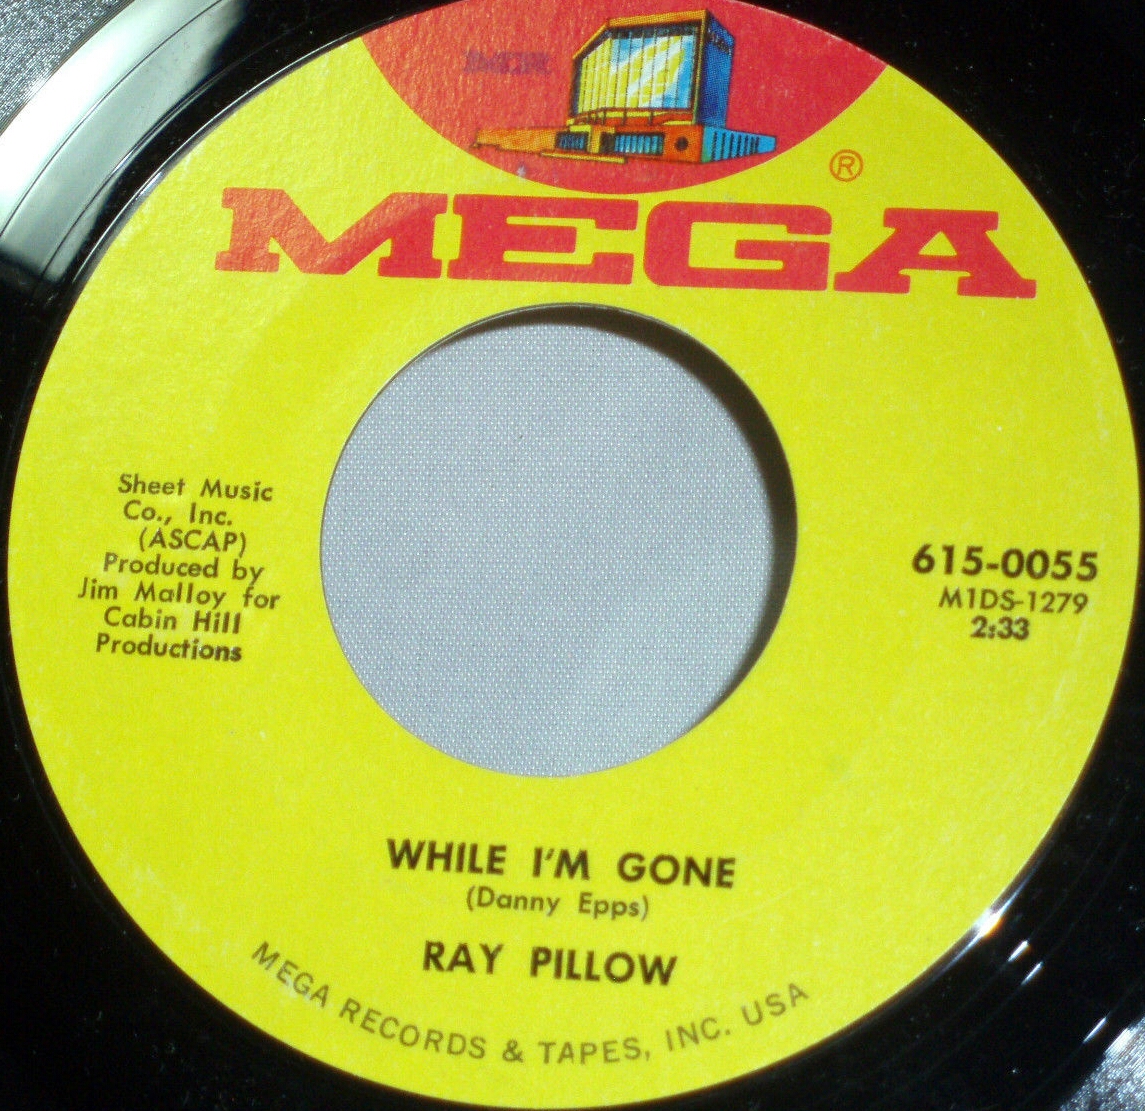 ®
MEGA
Sheet Music
Co., Inc.
(ASCAP)
Produced by
Jim Malloy for
Cabin Hill
Productions
615-0055
M1DS-1279
2:33
WHILE I'M GONE
(Danny Epps)
RAY PILLOW
MEGA RECORDS & TAPES, INC. USA